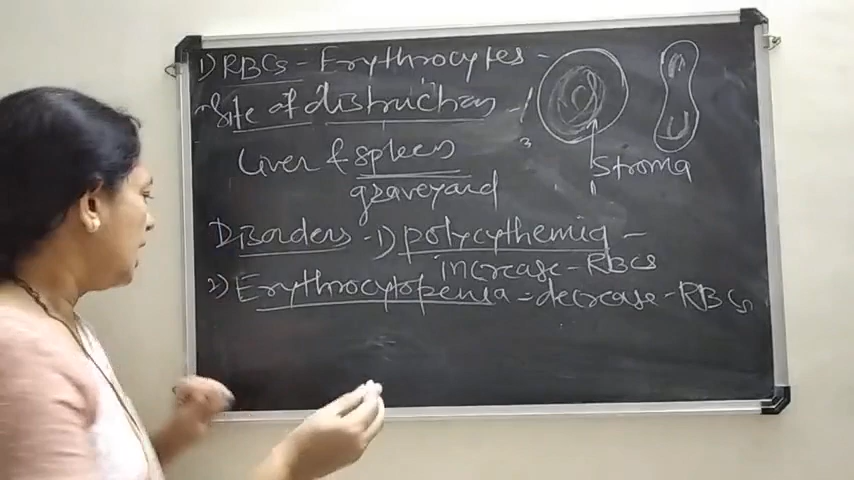 1) RBCs - Erythrocytes -
Site of distruction -
Liver & spleen
graveyard
Stroma
Disorders - 1) polycythemia -
increase - RBCs
2) Erythrocytopenia = decrease - RBCs